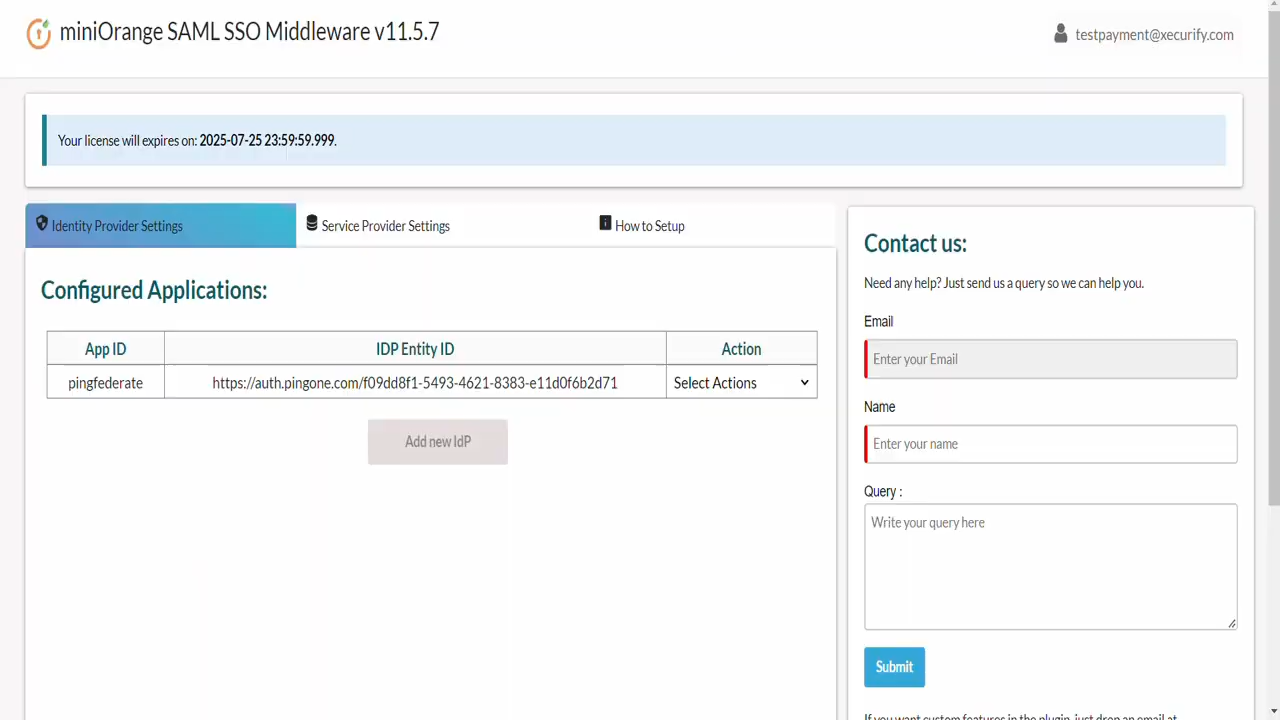 miniOrange SAML SSO Middleware v11.5.7
testpayment@xecurify.com
Your license will expires on: 2025-07-25 23:59:59.999.
Identity Provider Settings
Service Provider Settings
How to Setup
Configured Applications:
App ID
IDP Entity ID
Action
pingfederate
https://auth.pingone.com/f09dd8f1-5493-4621-8383-e11d0f6b2d71
Select Actions
Add new IdP
Contact us:
Need any help? Just send us a query so we can help you.
Email
Enter your Email
Name
Enter your name
Query :
Write your query here
Submit
If you want custom features in the plugin, just drop an email at